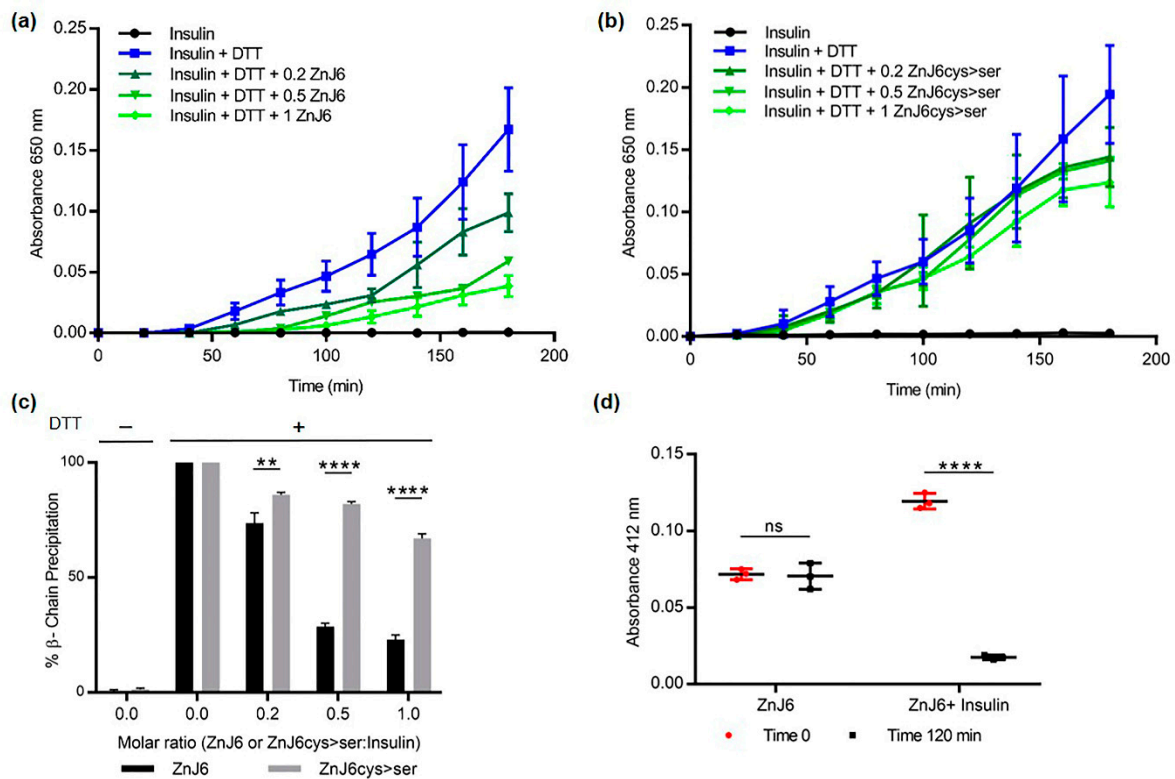 (a)
Insulin
Insulin + DTT
Insulin + DTT + 0.2 ZnJ6
Insulin + DTT + 0.5 ZnJ6
Insulin + DTT + 1 ZnJ6
Absorbance 650 nm
0.25
0.20
0.15
0.10
0.05
0.00
0 50 100 150 200
Time (min)
(b)
Insulin
Insulin + DTT
Insulin + DTT + 0.2 ZnJ6cys>ser
Insulin + DTT + 0.5 ZnJ6cys>ser
Insulin + DTT + 1 ZnJ6cys>ser
Absorbance 650 nm
0.25
0.20
0.15
0.10
0.05
0.00
0 50 100 150 200
Time (min)
(c)
DTT – +
% β - Chain Precipitation
100
50
0
** **** ****
0.0 0.0 0.2 0.5 1.0
Molar ratio (ZnJ6 or ZnJ6cys>ser:Insulin)
ZnJ6 ZnJ6cys>ser
(d)
Absorbance 412 nm
0.15
0.10
0.05
0.00
ns ****
ZnJ6 ZnJ6+ Insulin
Time 0 Time 120 min